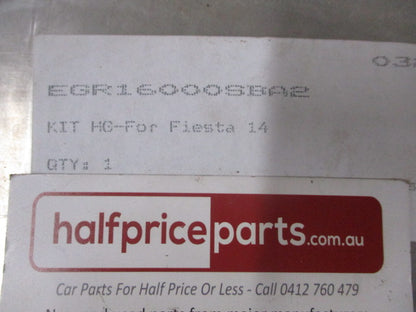 032
EGR16000SBA2
KIT HG-For Fiesta 14
QTY: 1
halfpriceparts.com.au
Car Parts For Half Price Or Less - Call 0412 760 479